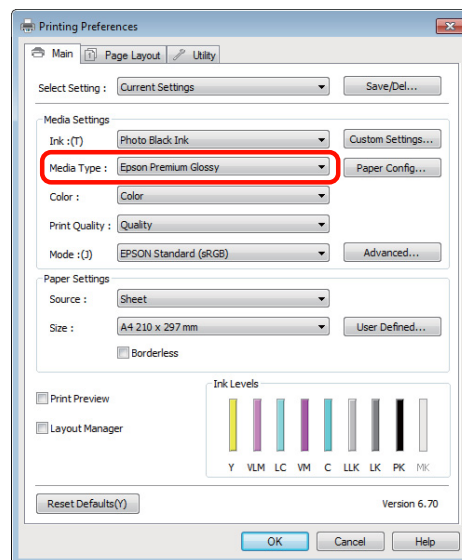 Printing Preferences
Main Page Layout Utility
Select Setting : Current Settings Save/Del...
Media Settings
Ink :(T) Photo Black Ink Custom Settings...
Media Type : Epson Premium Glossy Paper Config...
Color : Color
Print Quality : Quality
Mode :(J) EPSON Standard (sRGB) Advanced...
Paper Settings
Source : Sheet
Size : A4 210 x 297 mm User Defined...
Borderless
Ink Levels
Print Preview
Layout Manager
Y VLM LC VM C LLK LK PK MK
Reset Defaults(Y) Version 6.70
OK Cancel Help